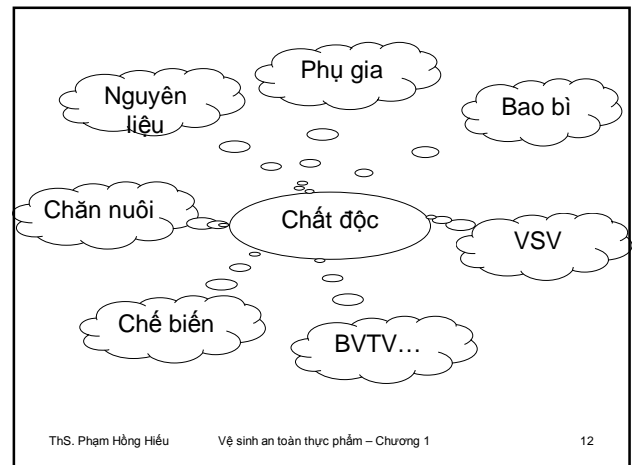 Phụ gia
Nguyên
liệu
Bao bì
Chăn nuôi
Chất độc
VSV
Chế biến
BVTV…
ThS. Phạm Hồng Hiếu Vệ sinh an toàn thực phẩm – Chương 1 12